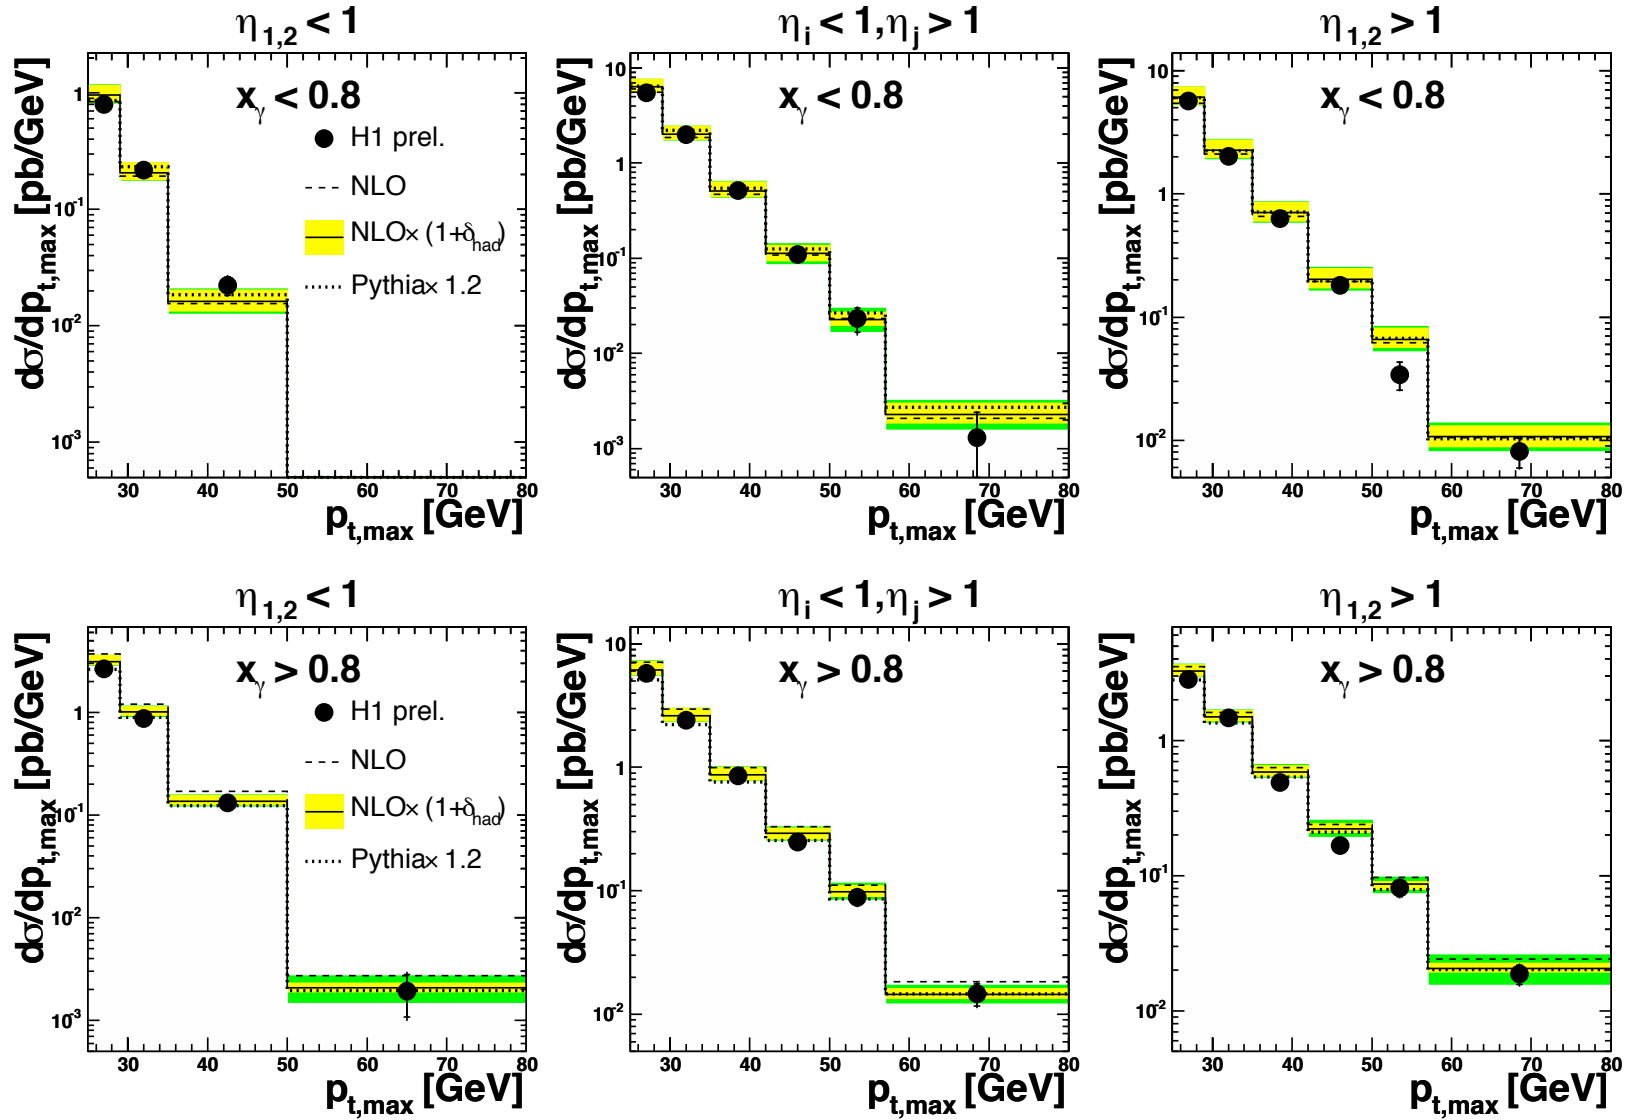 η1,2 < 1
dσ/dpt,max [pb/GeV]
1
10-1
10-2
10-3
xγ < 0.8
H1 prel.
NLO
NLO× (1+δhad)
Pythia× 1.2
30 40 50 60 70 80
pt,max [GeV]
ηi < 1, ηj > 1
dσ/dpt,max [pb/GeV]
10
1
10-1
10-2
10-3
xγ < 0.8
30 40 50 60 70 80
pt,max [GeV]
η1,2 > 1
dσ/dpt,max [pb/GeV]
10
1
10-1
10-2
xγ < 0.8
30 40 50 60 70 80
pt,max [GeV]
η1,2 < 1
dσ/dpt,max [pb/GeV]
1
10-1
10-2
10-3
xγ > 0.8
H1 prel.
NLO
NLO× (1+δhad)
Pythia× 1.2
30 40 50 60 70 80
pt,max [GeV]
ηi < 1, ηj > 1
dσ/dpt,max [pb/GeV]
10
1
10-1
10-2
xγ > 0.8
30 40 50 60 70 80
pt,max [GeV]
η1,2 > 1
dσ/dpt,max [pb/GeV]
1
10-1
10-2
xγ > 0.8
30 40 50 60 70 80
pt,max [GeV]